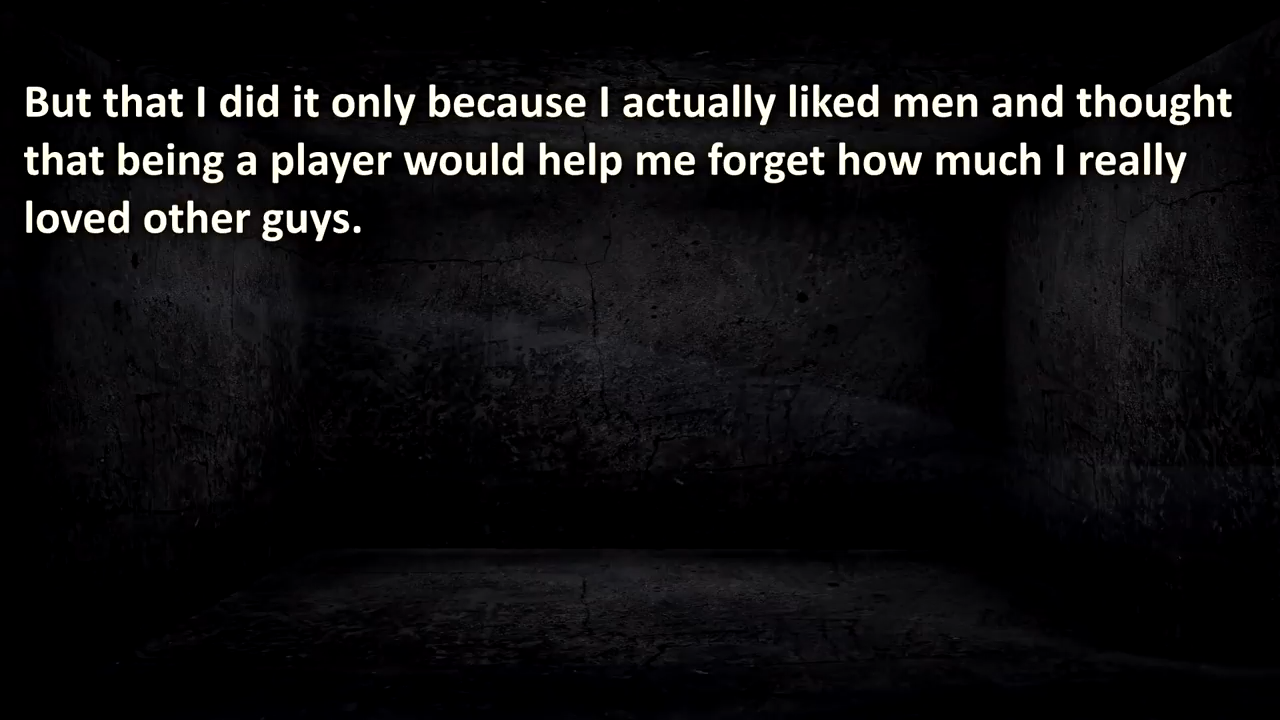 But that I did it only because I actually liked men and thought
that being a player would help me forget how much I really
loved other guys.